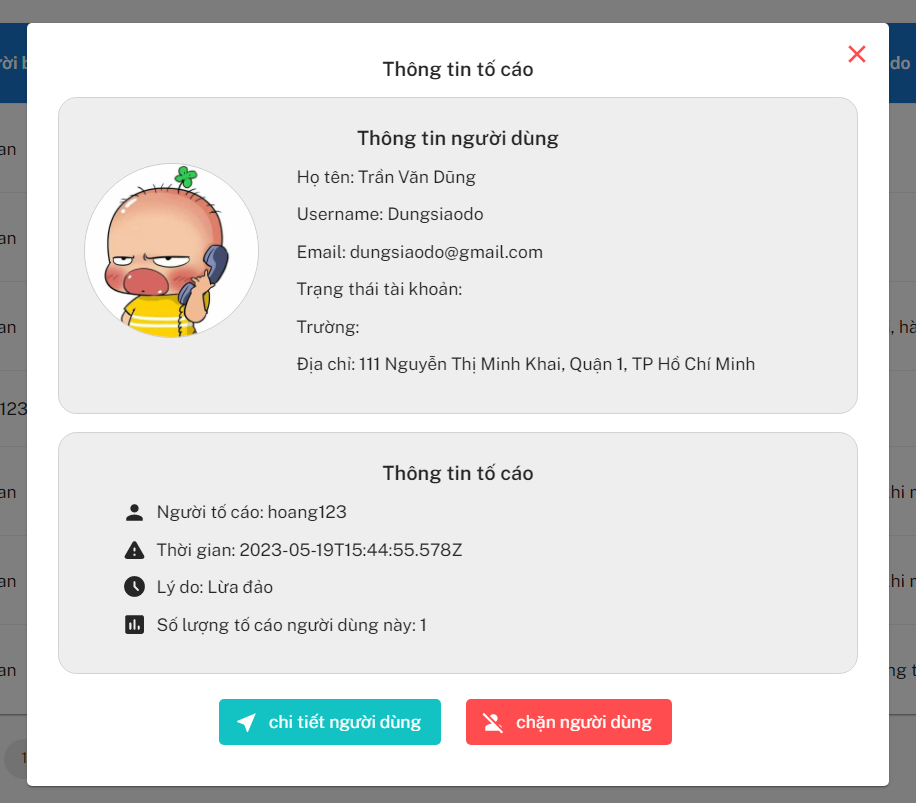 Thông tin tố cáo
Thông tin người dùng
Họ tên: Trần Văn Dũng
Username: Dungsiaodo
Email: dungsiaodo@gmail.com
Trạng thái tài khoản:
Trường:
Địa chỉ: 111 Nguyễn Thị Minh Khai, Quận 1, TP Hồ Chí Minh
Thông tin tố cáo
Người tố cáo: hoang123
Thời gian: 2023-05-19T15:44:55.578Z
Lý do: Lừa đảo
Số lượng tố cáo người dùng này: 1
chi tiết người dùng
chặn người dùng